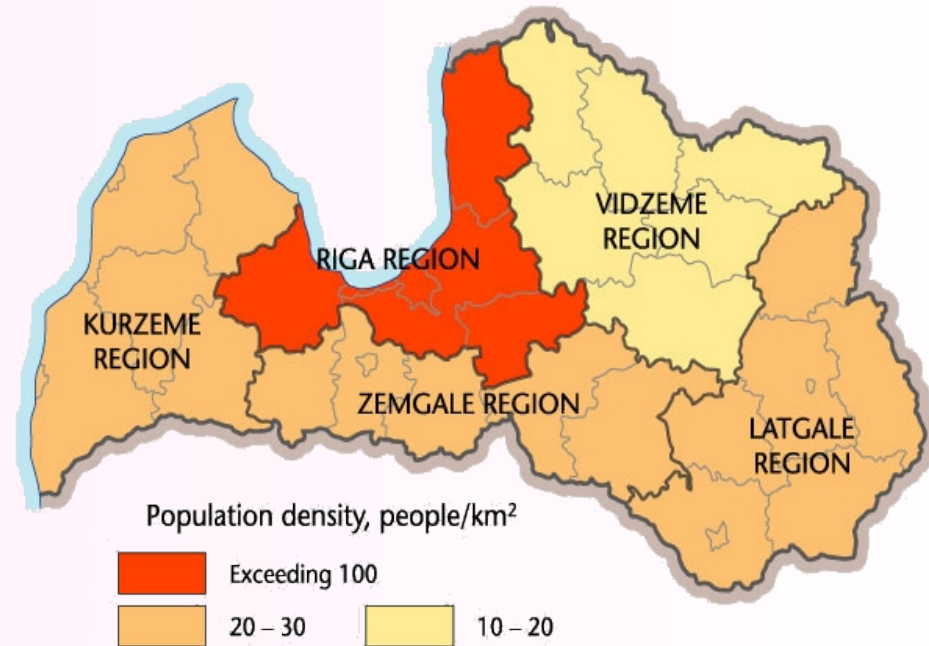 VIDZEME
REGION
RIGA REGION
KURZEME
REGION
ZEMGALE REGION
LATGALE
REGION
Population density, people/km²
Exceeding 100
20 – 30
10 – 20